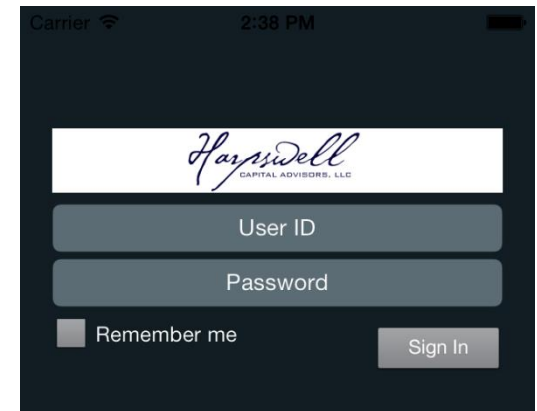 Carrier 2:38 PM
Harpswell
CAPITAL ADVISORS, LLC
User ID
Password
Remember me
Sign In